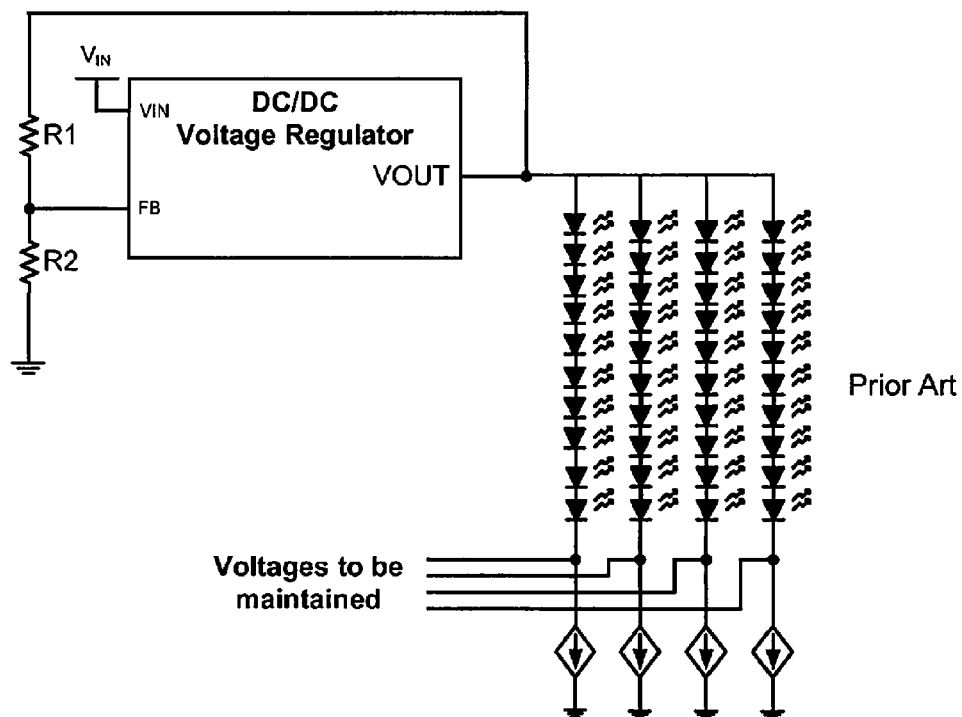 V_IN
DC/DC
Voltage Regulator
VIN
R1
VOUT
FB
R2
Prior Art
Voltages to be
maintained